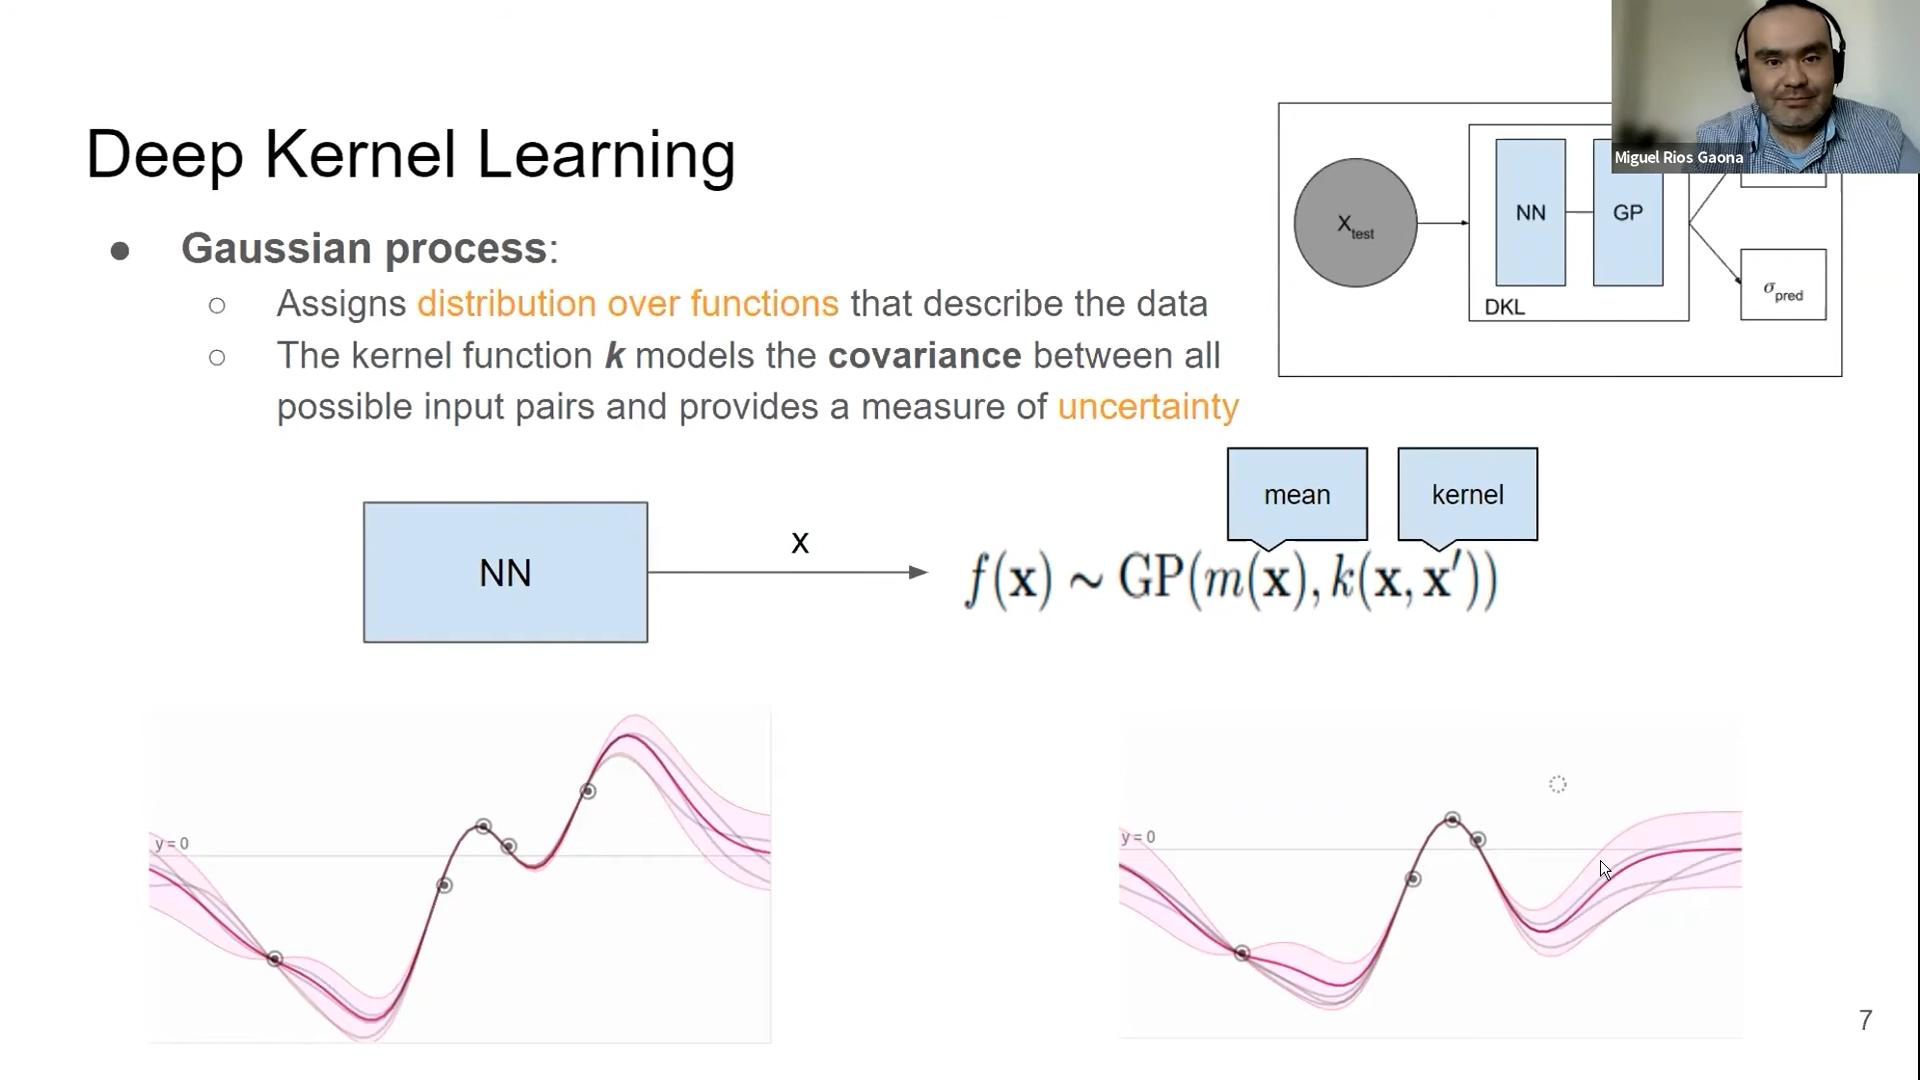 Miguel Rios Gaona
Deep Kernel Learning
● Gaussian process:
○ Assigns distribution over functions that describe the data
○ The kernel function k models the covariance between all
possible input pairs and provides a measure of uncertainty
Xtest
NN
GP
DKL
σpred
mean
kernel
NN
x
f(x) ~ GP(m(x), k(x, x′))
y = 0
y = 0
7